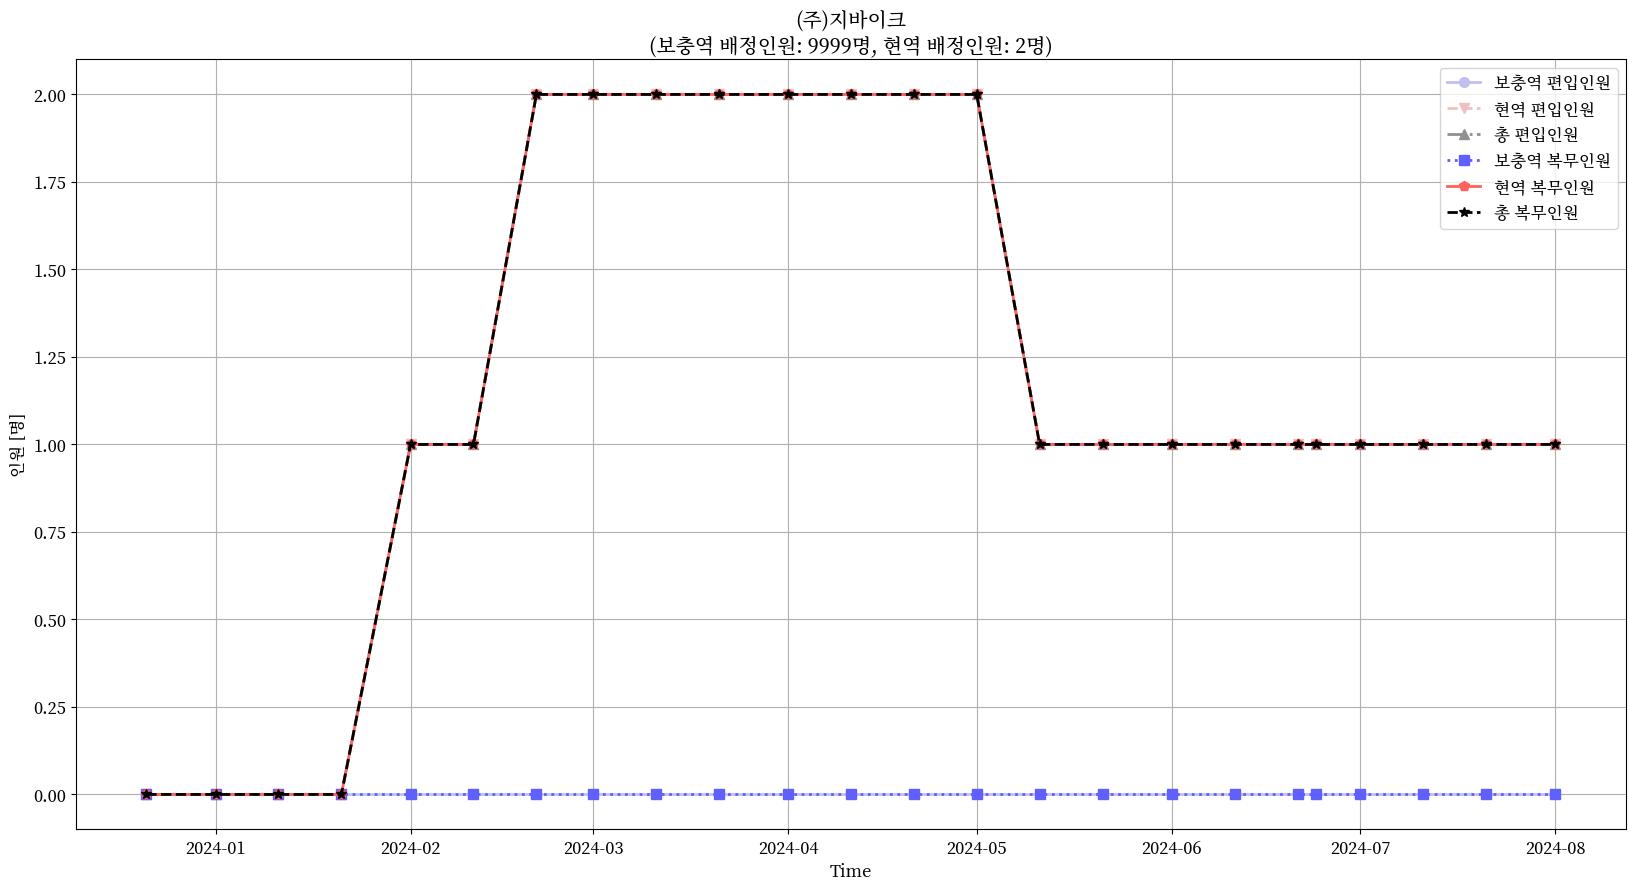 (주)지바이크
(보충역 배정인원: 9999명, 현역 배정인원: 2명)
보충역 편입인원
현역 편입인원
총 편입인원
보충역 복무인원
현역 복무인원
총 복무인원
인원 [명]
2.00
1.75
1.50
1.25
1.00
0.75
0.50
0.25
0.00
2024-01 2024-02 2024-03 2024-04 2024-05 2024-06 2024-07 2024-08
Time